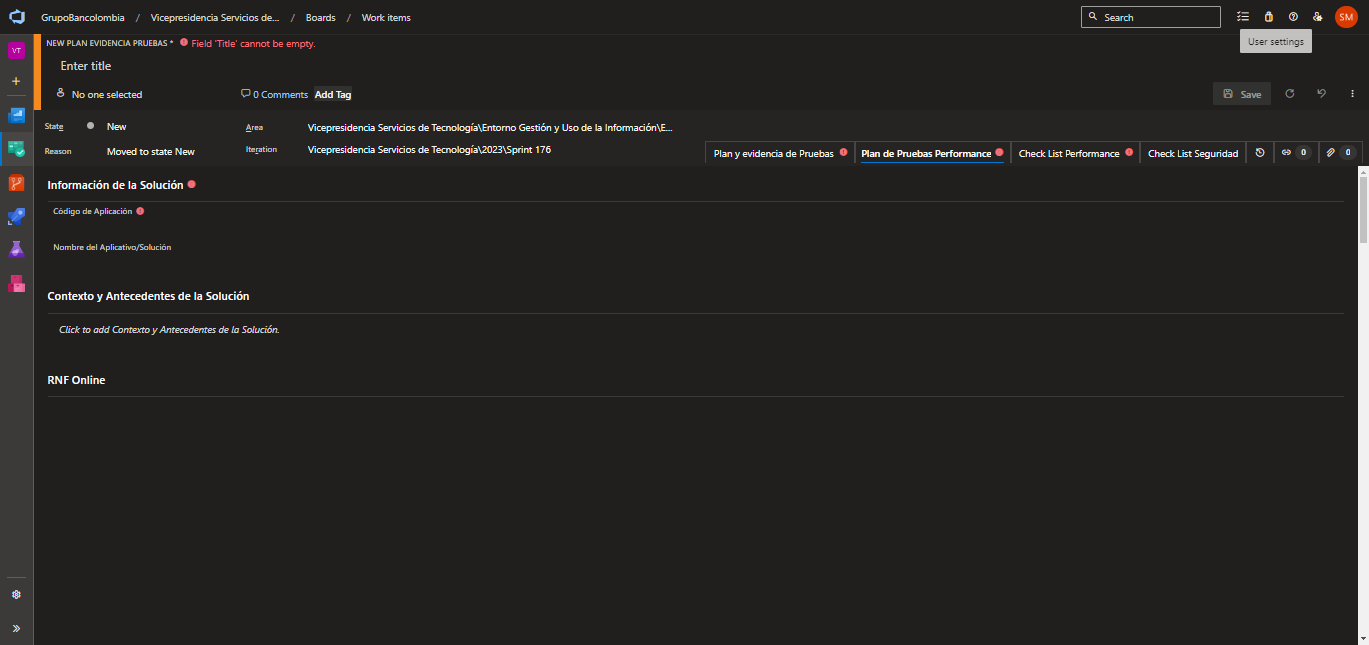 GrupoBancolombia / Vicepresidencia Servicios de... / Boards / Work items
Search
SM
User settings
VT
NEW PLAN EVIDENCIA PRUEBAS * Field 'Title' cannot be empty.
Enter title
No one selected
0 Comments
Add Tag
Save
State
New
Area
Vicepresidencia Servicios de Tecnología\Entorno Gestión y Uso de la Información\E...
Reason
Moved to state New
Iteration
Vicepresidencia Servicios de Tecnología\2023\Sprint 176
Plan y evidencia de Pruebas
Plan de Pruebas Performance
Check List Performance
Check List Seguridad
0
0
Información de la Solución
Código de Aplicación
Nombre del Aplicativo/Solución
Contexto y Antecedentes de la Solución
Click to add Contexto y Antecedentes de la Solución.
RNF Online